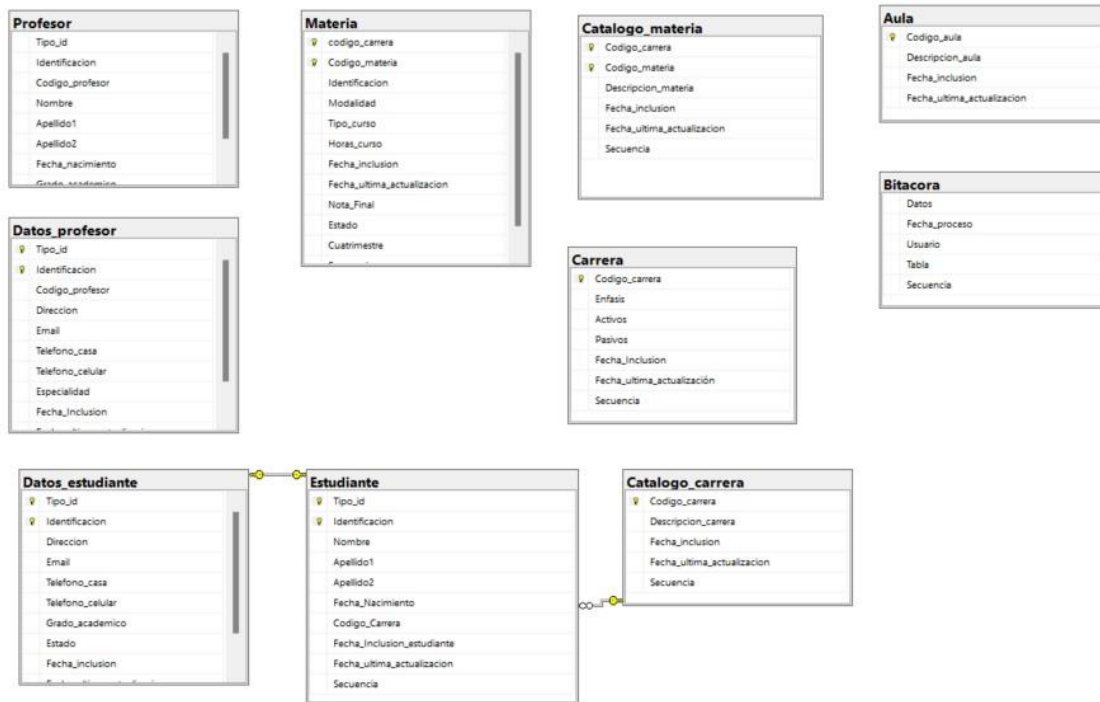 Profesor
Tipo_id
Identificacion
Codigo_profesor
Nombre
Apellido1
Apellido2
Fecha_nacimiento
Grado_academico
Materia
codigo_carrera
Codigo_materia
Identificacion
Modalidad
Tipo_curso
Horas_curso
Fecha_inclusion
Fecha_ultima_actualizacion
Nota_Final
Estado
Cuatrimestre
Catalogo_materia
Codigo_carrera
Codigo_materia
Descripcion_materia
Fecha_inclusion
Fecha_ultima_actualizacion
Secuencia
Aula
Codigo_aula
Descripcion_aula
Fecha_inclusion
Fecha_ultima_actualizacion
Bitacora
Datos
Fecha_proceso
Usuario
Tabla
Secuencia
Datos_profesor
Tipo_id
Identificacion
Codigo_profesor
Direccion
Email
Telefono_casa
Telefono_celular
Especialidad
Fecha_Inclusion
Carrera
Codigo_carrera
Enfasis
Activos
Pasivos
Fecha_Inclusion
Fecha_ultima_actualización
Secuencia
Datos_estudiante
Tipo_id
Identificacion
Direccion
Email
Telefono_casa
Telefono_celular
Grado_academico
Estado
Fecha_inclusion
Estudiante
Tipo_id
Identificacion
Nombre
Apellido1
Apellido2
Fecha_Nacimiento
Codigo_Carrera
Fecha_Inclusion_estudiante
Fecha_ultima_actualizacion
Secuencia
Catalogo_carrera
Codigo_carrera
Descripcion_carrera
Fecha_inclusion
Fecha_ultima_actualizacion
Secuencia